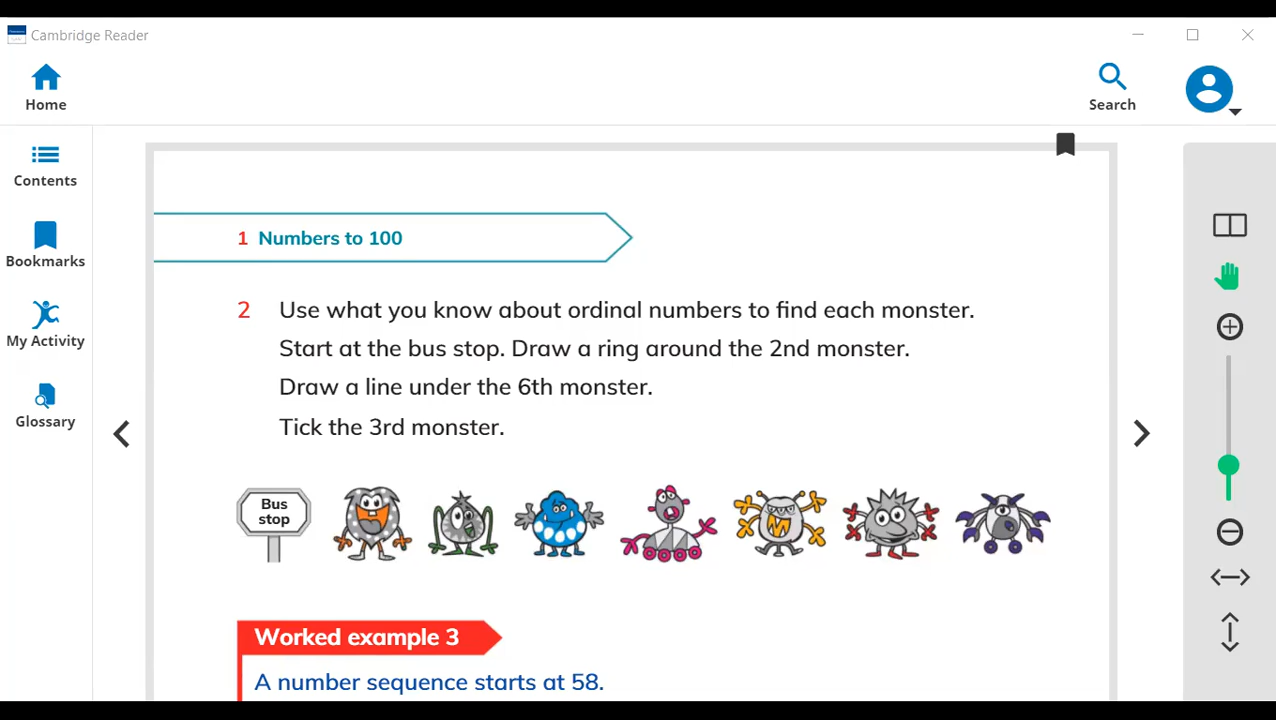 Cambridge Reader
Home
Search
Contents
Bookmarks
My Activity
Glossary
1 Numbers to 100
2 Use what you know about ordinal numbers to find each monster.
Start at the bus stop. Draw a ring around the 2nd monster.
Draw a line under the 6th monster.
Tick the 3rd monster.
Bus
stop
Worked example 3
A number sequence starts at 58.